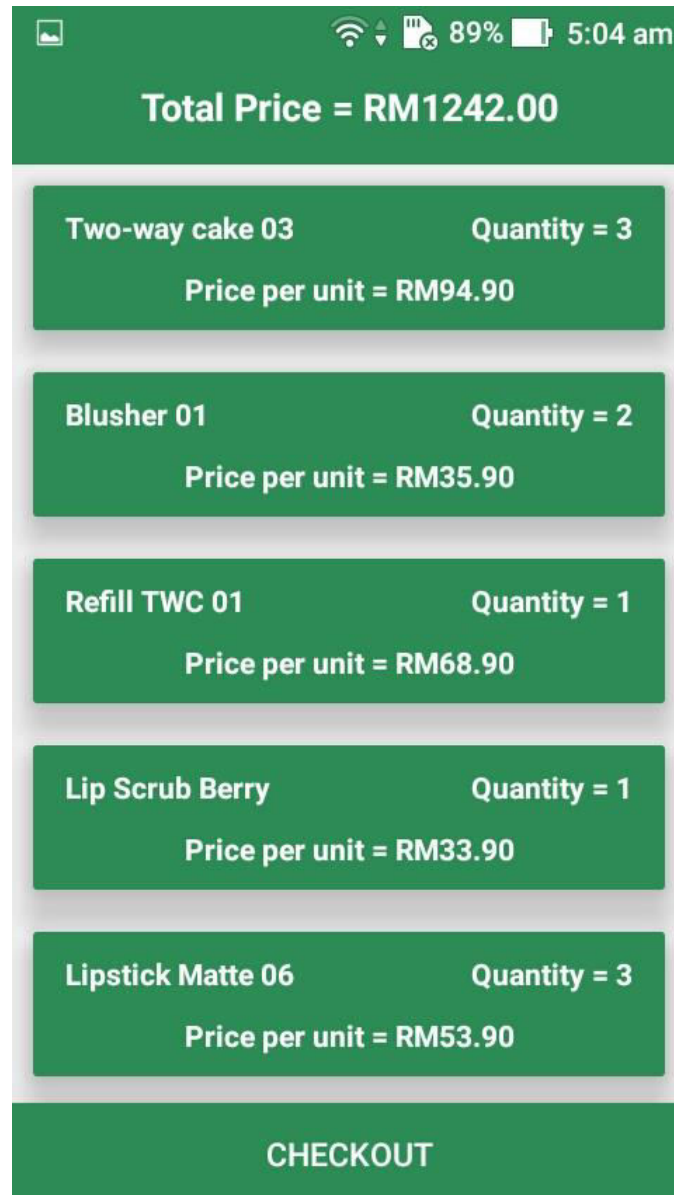 89% 5:04 am
Total Price = RM1242.00
Two-way cake 03 Quantity = 3
Price per unit = RM94.90
Blusher 01 Quantity = 2
Price per unit = RM35.90
Refill TWC 01 Quantity = 1
Price per unit = RM68.90
Lip Scrub Berry Quantity = 1
Price per unit = RM33.90
Lipstick Matte 06 Quantity = 3
Price per unit = RM53.90
CHECKOUT